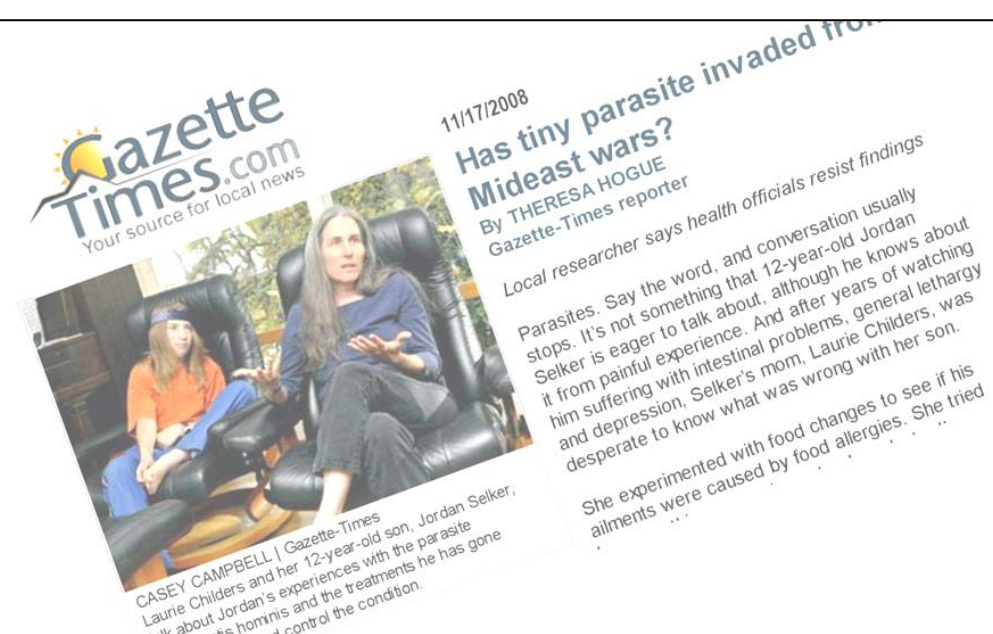 Gazette
Times.com
Your source for local news
CASEY CAMPBELL | Gazette-Times
Laurie Childers and her 12-year-old son, Jordan Selker,
talk about Jordan's experiences with the parasite
hominis and the treatments he has gone
control the condition.
11/17/2008
Has tiny parasite invaded from
Mideast wars?
By THERESA HOGUE
Gazette-Times reporter
Local researcher says health officials resist findings
Parasites. Say the word, and conversation usually
stops. It's not something that 12-year-old Jordan
Selker is eager to talk about, although he knows about
it from painful experience. And after years of watching
him suffering with intestinal problems, general lethargy
and depression, Selker's mom, Laurie Childers, was
desperate to know what was wrong with her son.
She experimented with food changes to see if his
ailments were caused by food allergies. She tried